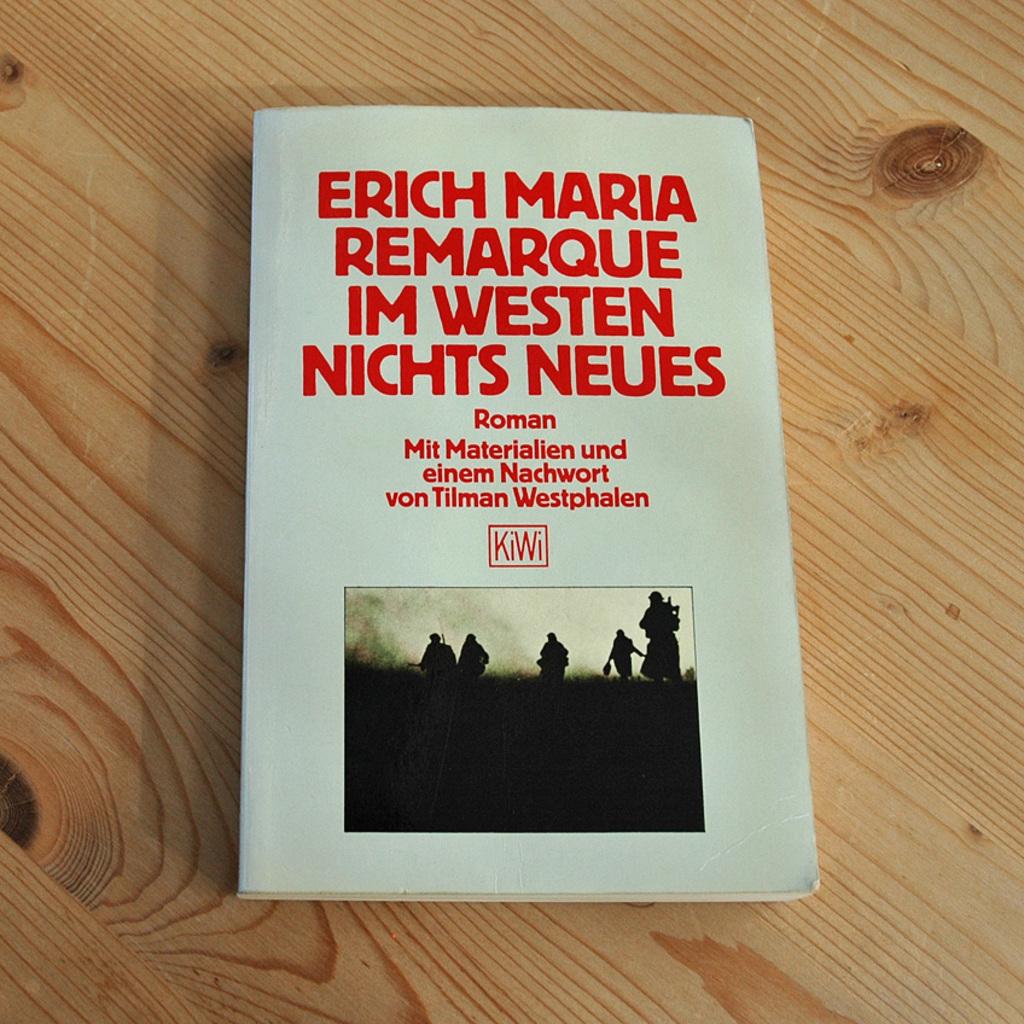 ERICH MARIA
REMARQUE
IM WESTEN
NICHTS NEUES
Roman
Mit Materialien und
einem Nachwort
von Tilman Westphalen
KiWi